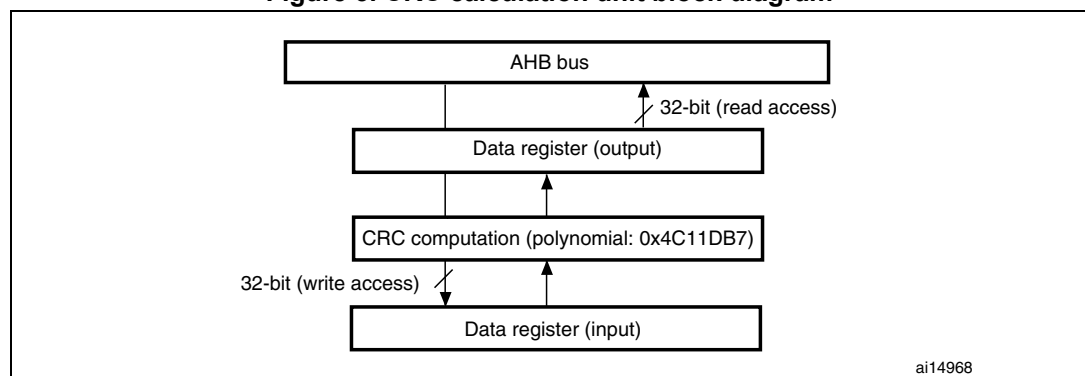 AHB bus
32-bit (read access)
Data register (output)
CRC computation (polynomial: 0x4C11DB7)
32-bit (write access)
Data register (input)
ai14968